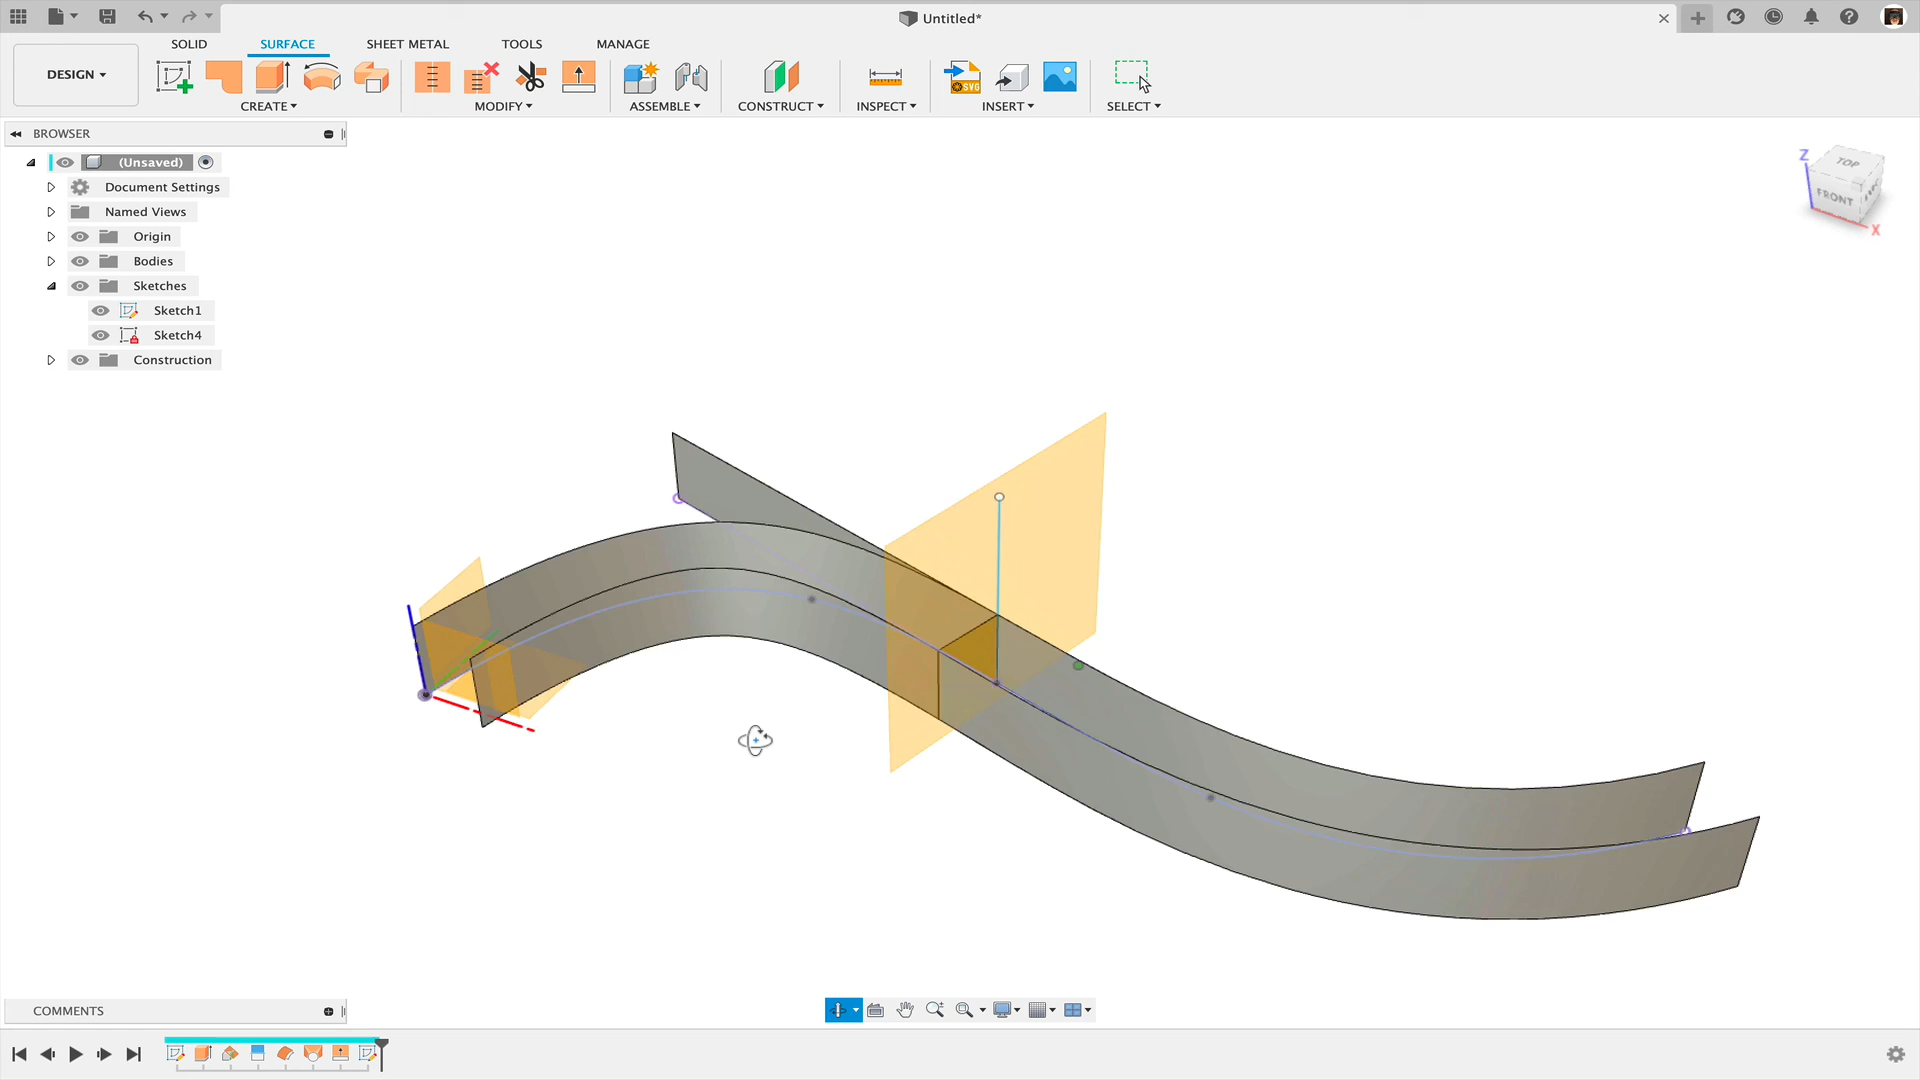 Untitled*
SOLID SURFACE SHEET METAL TOOLS MANAGE
DESIGN
CREATE MODIFY ASSEMBLE CONSTRUCT INSPECT INSERT SELECT
SVG
BROWSER
(Unsaved)
Document Settings
Named Views
Origin
Bodies
Sketches
Sketch1
Sketch4
Construction
Z
TOP
FRONT
X
COMMENTS